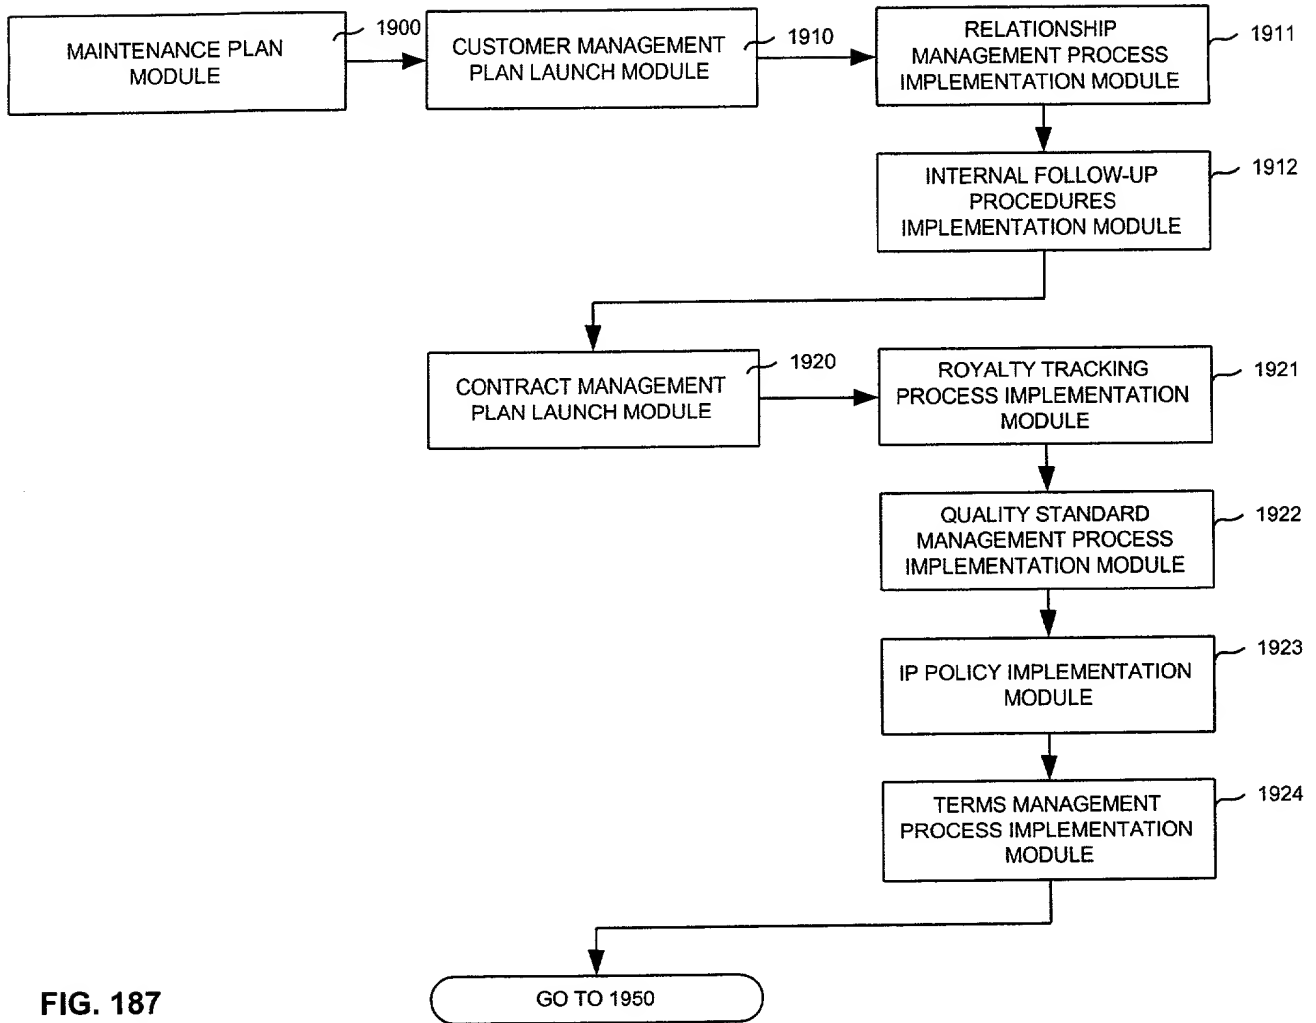 MAINTENANCE PLAN
MODULE
1900
CUSTOMER MANAGEMENT
PLAN LAUNCH MODULE
1910
RELATIONSHIP
MANAGEMENT PROCESS
IMPLEMENTATION MODULE
1911
INTERNAL FOLLOW-UP
PROCEDURES
IMPLEMENTATION MODULE
1912
CONTRACT MANAGEMENT
PLAN LAUNCH MODULE
1920
ROYALTY TRACKING
PROCESS IMPLEMENTATION
MODULE
1921
QUALITY STANDARD
MANAGEMENT PROCESS
IMPLEMENTATION MODULE
1922
IP POLICY IMPLEMENTATION
MODULE
1923
TERMS MANAGEMENT
PROCESS IMPLEMENTATION
MODULE
1924
GO TO 1950
FIG. 187